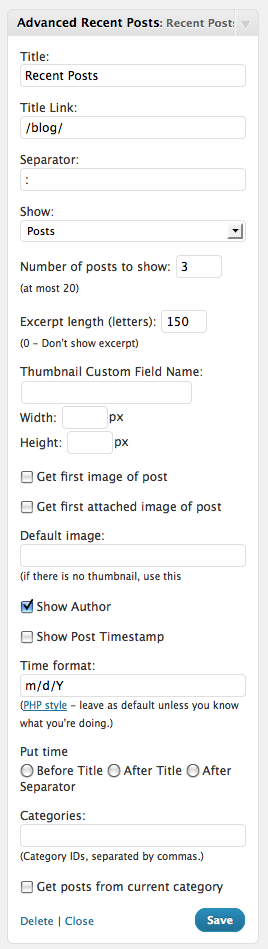 Advanced Recent Posts: Recent Posts
Title:
Recent Posts
Title Link:
/blog/
Separator:
:
Show:
Posts
Number of posts to show: 3
(at most 20)
Excerpt length (letters): 150
(0 – Don't show excerpt)
Thumbnail Custom Field Name:
Width: px
Height: px
Get first image of post
Get first attached image of post
Default image:
(if there is no thumbnail, use this
Show Author
Show Post Timestamp
Time format:
m/d/Y
(PHP style – leave as default unless you know
what you're doing.)
Put time
Before Title After Title After
Separator
Categories:
(Category IDs, separated by commas.)
Get posts from current category
Delete | Close Save